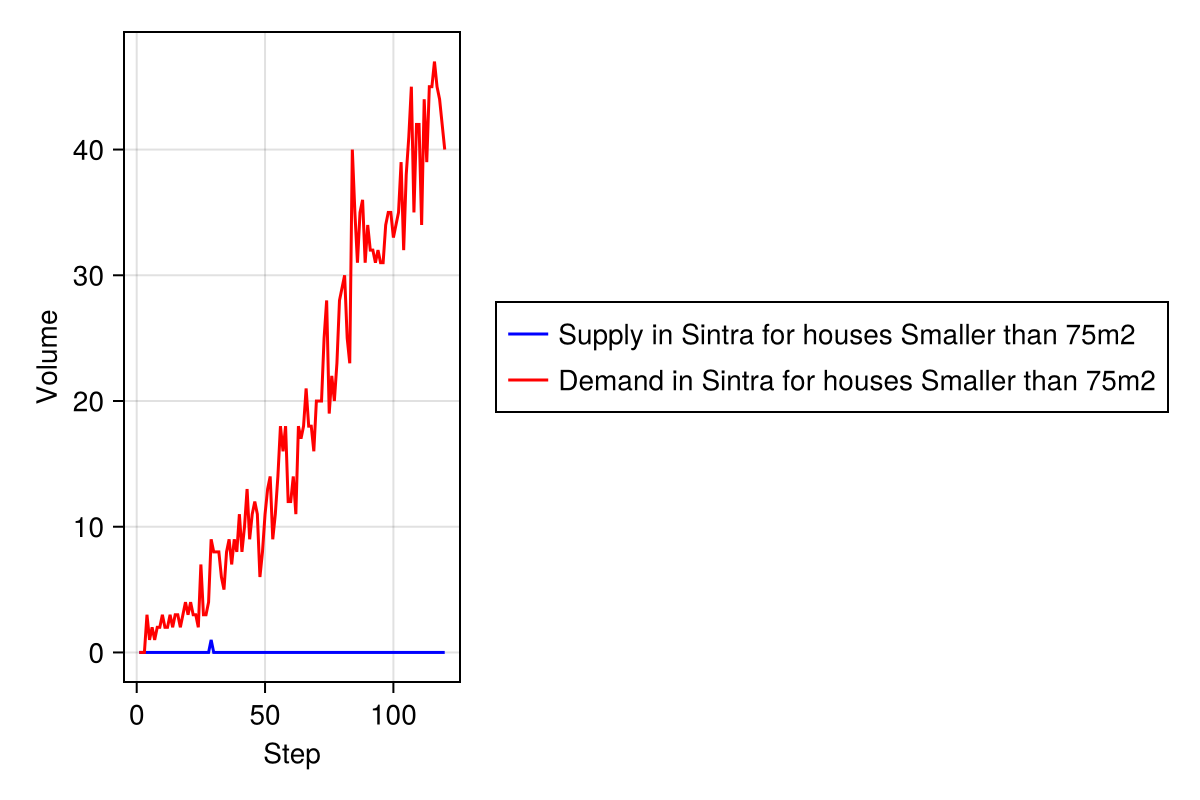 Volume
40
30
20
10
0
0 50 100
Step
Supply in Sintra for houses Smaller than 75m2
Demand in Sintra for houses Smaller than 75m2